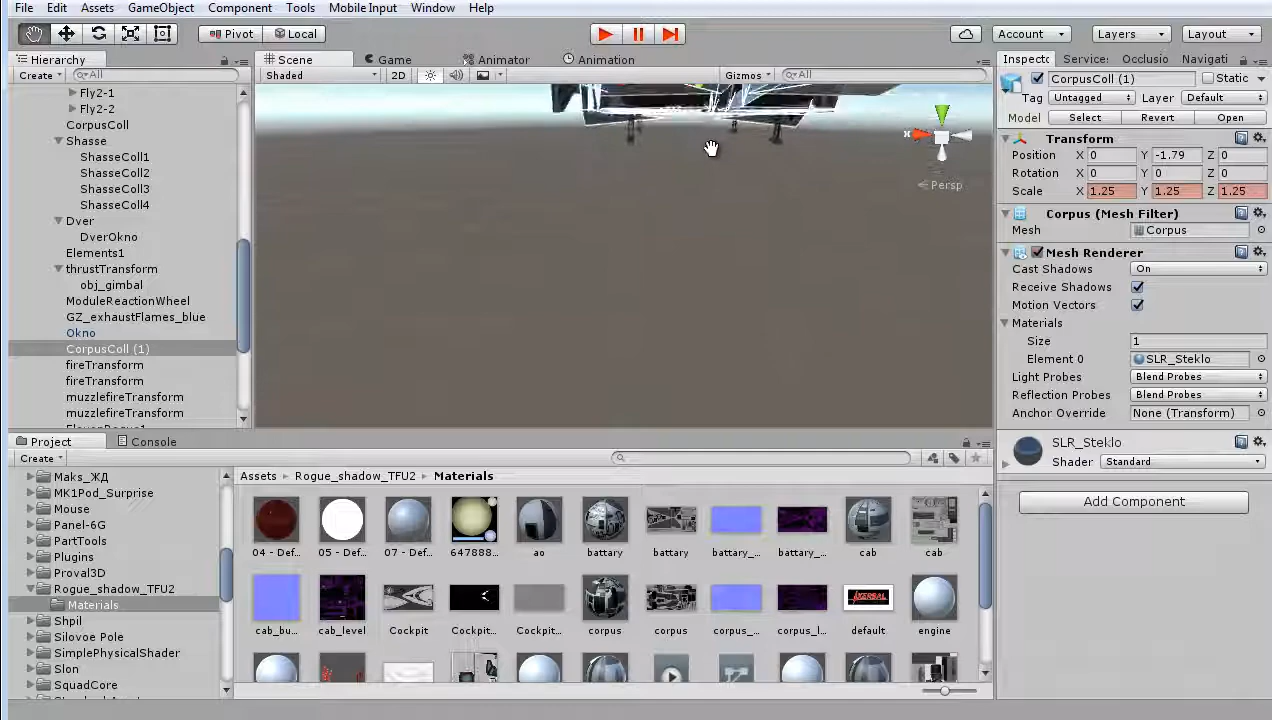 File Edit Assets GameObject Component Tools Mobile Input Window Help
Pivot Local Account Layers Layout
Hierarchy
Create All
Fly2-1
Fly2-2
CorpusColl
Shasse
ShasseColl1
ShasseColl2
ShasseColl3
ShasseColl4
Dver
DverOkno
Elements1
thrustTransform
obj_gimbal
ModuleReactionWheel
GZ_exhaustFlames_blue
Okno
CorpusColl (1)
fireTransform
fireTransform
muzzlefireTransform
muzzlefireTransform
Scene Game Animator Animation
Shaded 2D Gizmos All
x
Persp
Inspecto Services Occlusio Navigati
CorpusColl (1) Static
Tag Untagged Layer Default
Model Select Revert Open
Transform
Position X 0 Y -1.79 Z 0
Rotation X 0 Y 0 Z 0
Scale X 1.25 Y 1.25 Z 1.25
Corpus (Mesh Filter)
Mesh Corpus
Mesh Renderer
Cast Shadows On
Receive Shadows
Motion Vectors
Materials
Size 1
Element 0 SLR_Steklo
Light Probes Blend Probes
Reflection Probes Blend Probes
Anchor Override None (Transform)
SLR_Steklo
Shader Standard
Add Component
Project Console
Create
Maks_ЖД
MK1Pod_Surprise
Mouse
Panel-6G
PartTools
Plugins
Proval3D
Rogue_shadow_TFU2
Materials
Shpil
Silovoe Pole
SimplePhysicalShader
Slon
SquadCore
Assets Rogue_shadow_TFU2 Materials
04 - Def... 05 - Def... 07 - Def... 647888... ao battary battary battary_... battary_... cab cab
cab_bu... cab_level Cockpit Cockpit... Cockpit... corpus corpus corpus_... corpus_l... default engine